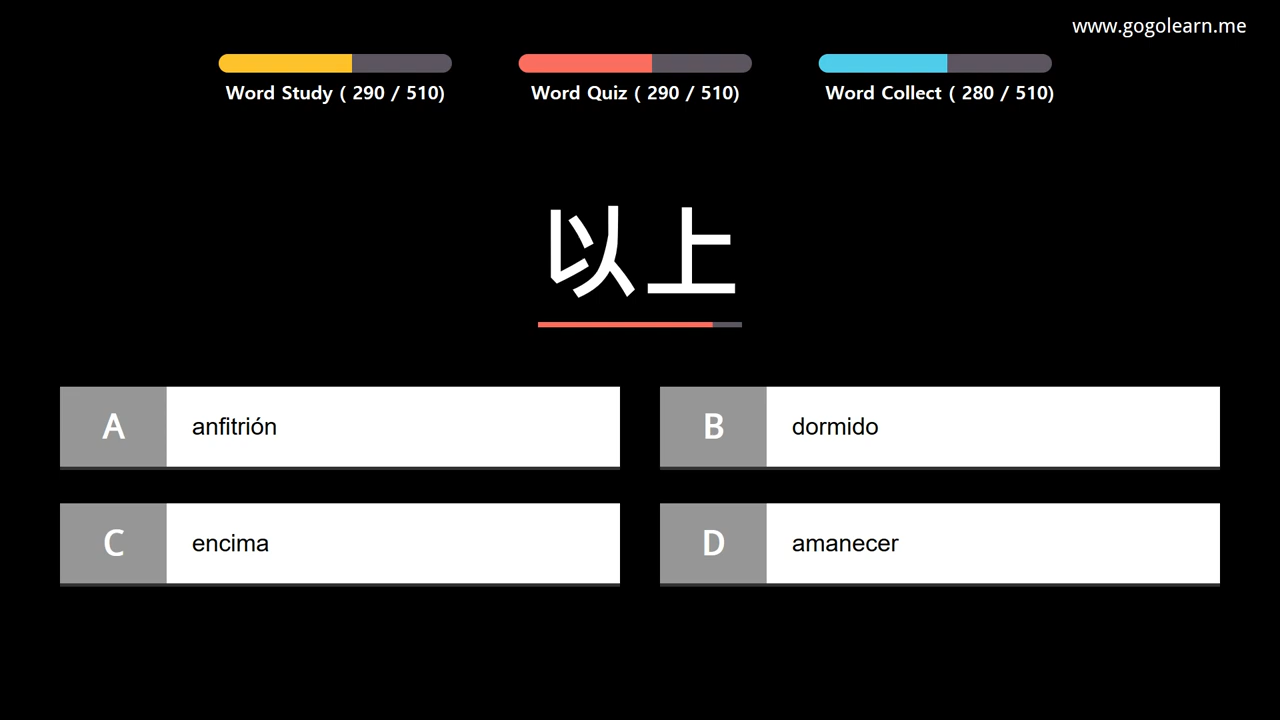 www.gogolearn.me
Word Study ( 290 / 510)
Word Quiz ( 290 / 510)
Word Collect ( 280 / 510)
以上
A anfitrión
B dormido
C encima
D amanecer